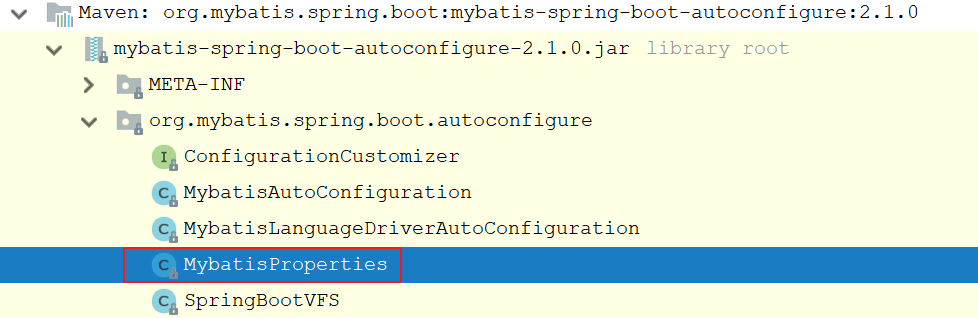 Maven: org.mybatis.spring.boot:mybatis-spring-boot-autoconfigure:2.1.0
mybatis-spring-boot-autoconfigure-2.1.0.jar library root
META-INF
org.mybatis.spring.boot.autoconfigure
I ConfigurationCustomizer
C MybatisAutoConfiguration
C MybatisLanguageDriverAutoConfiguration
C MybatisProperties
C SpringBootVFS